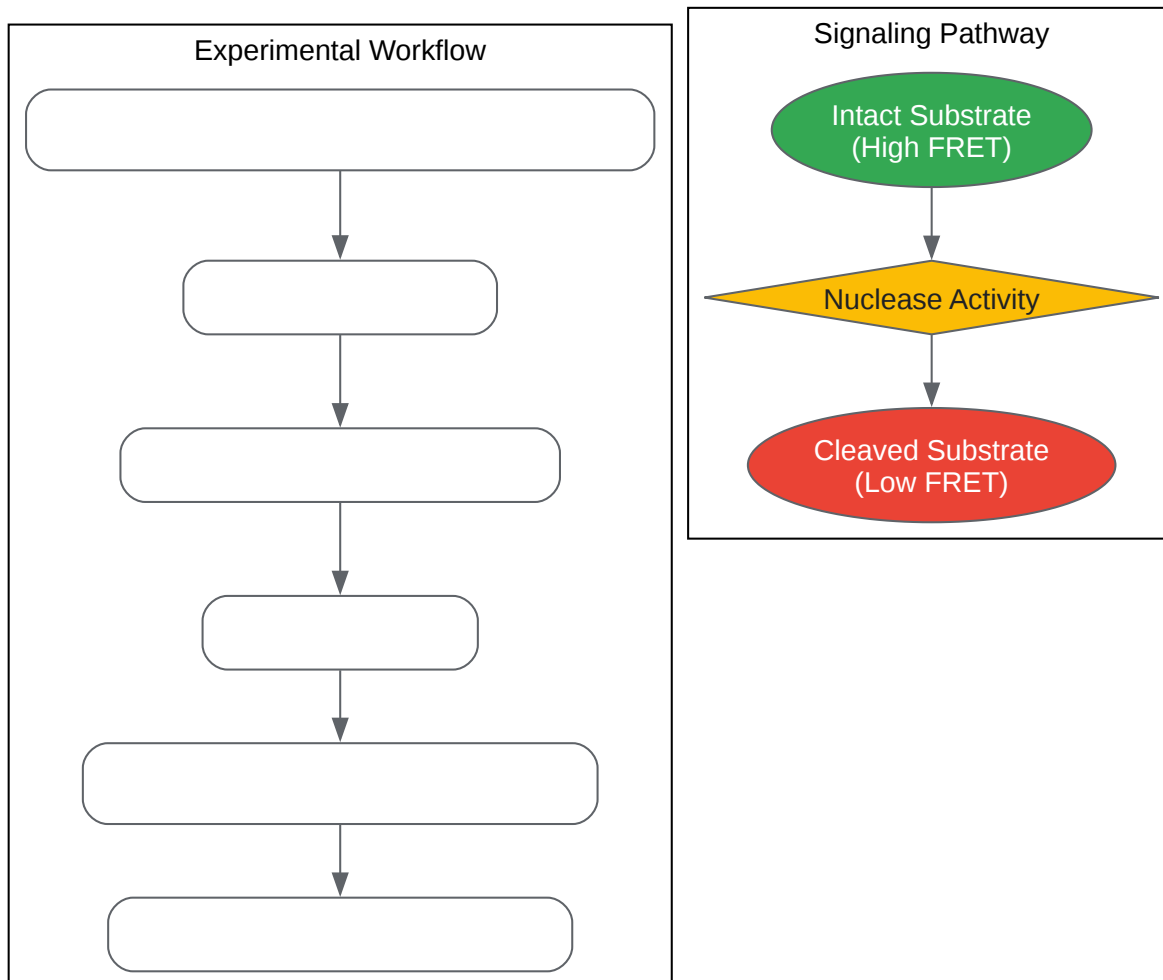 Experimental Workflow
Signaling Pathway
Intact Substrate
(High FRET)
Nuclease Activity
Cleaved Substrate
(Low FRET)